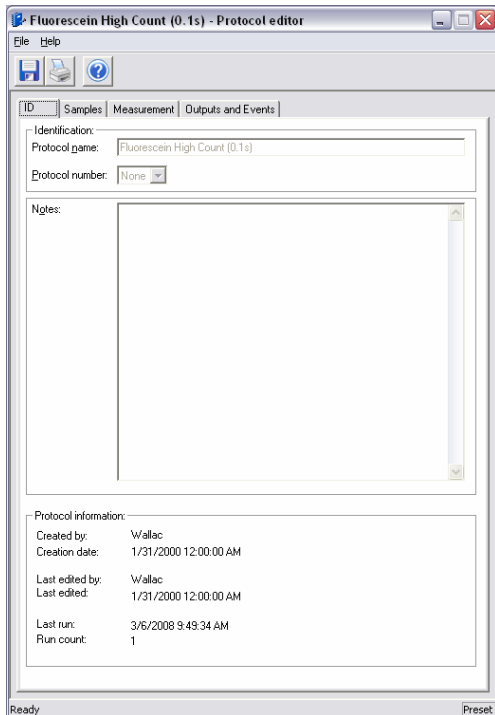 Fluorescein High Count (0.1s) - Protocol editor
File Help
ID Samples Measurement Outputs and Events
Identification:
Protocol name: Fluorescein High Count (0.1s)
Protocol number: None
Notes:
Protocol information:
Created by: Wallac
Creation date: 1/31/2000 12:00:00 AM
Last edited by: Wallac
Last edited: 1/31/2000 12:00:00 AM
Last run: 3/6/2008 9:49:34 AM
Run count: 1
Ready Preset